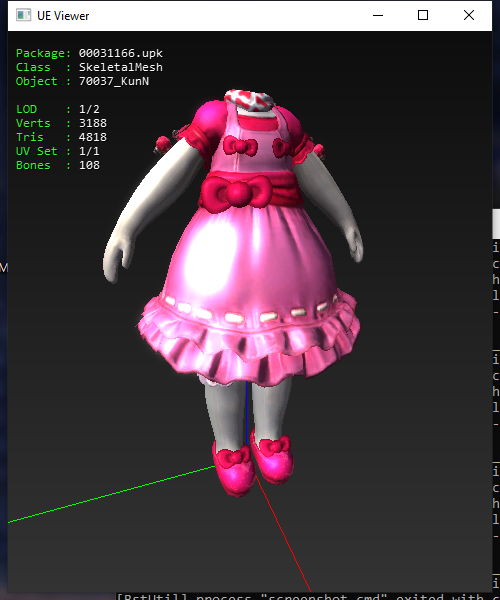 UE Viewer
Package: 00031166.upk
Class : SkeletalMesh
Object : 70037_KunN
LOD : 1/2
Verts : 3188
Tris : 4818
UV Set : 1/1
Bones : 108
M
i
c
h
l
-
i
c
h
l
-
i
c
h
l
-
i
[BstUtil] process "screenshot.cmd" exited with c